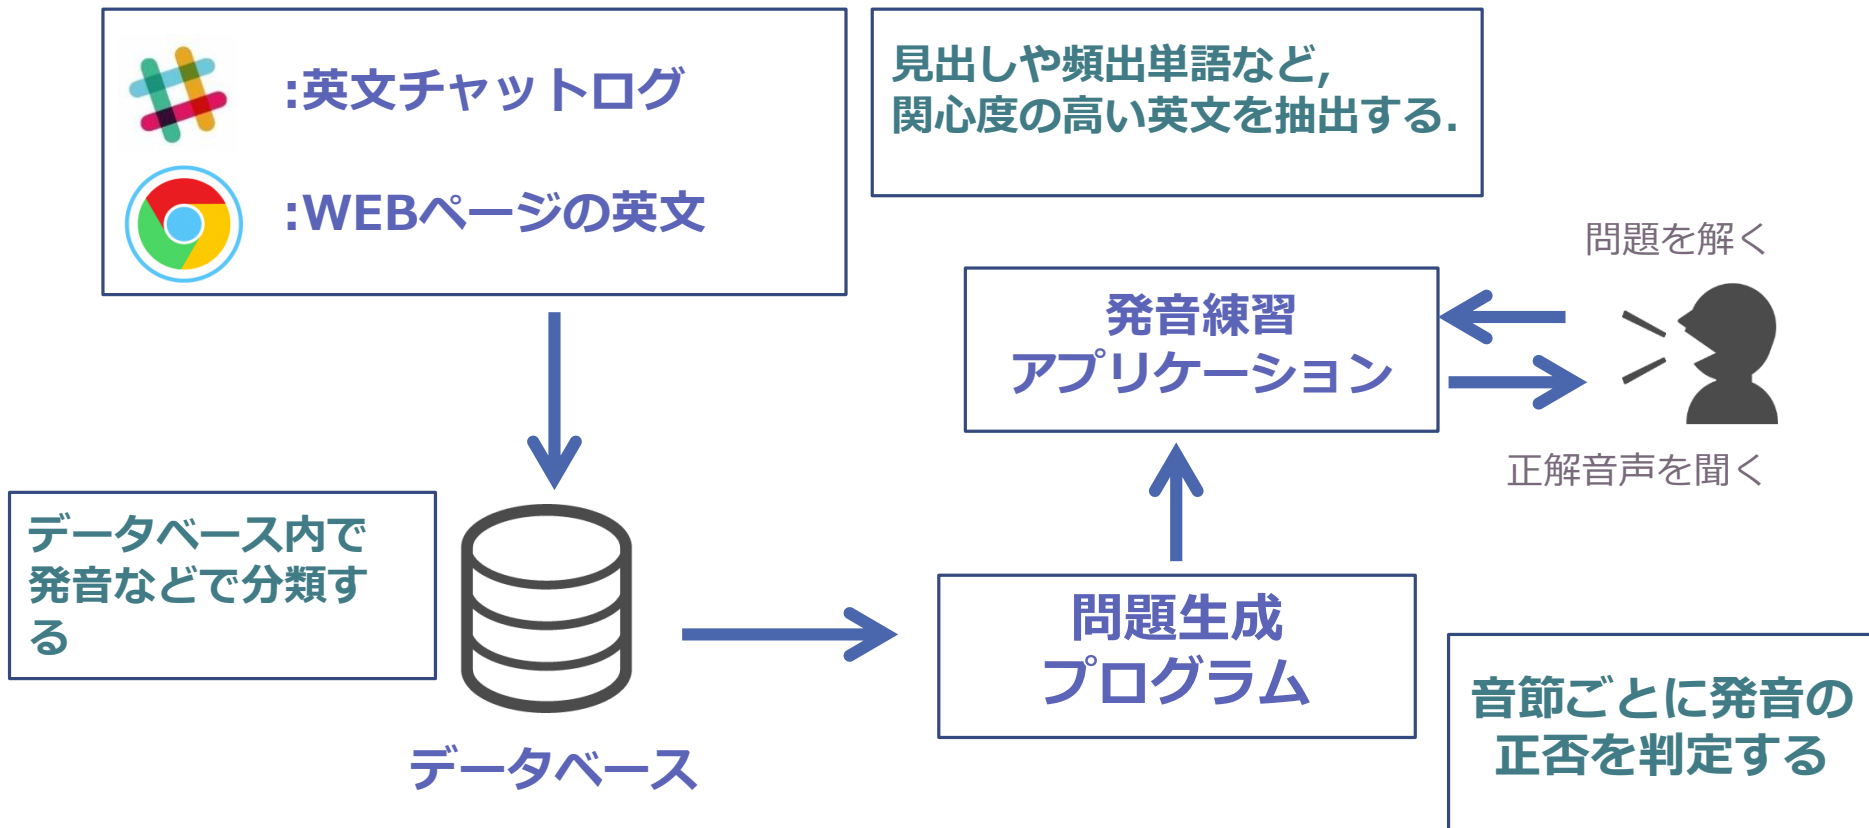 :英文チャットログ
:WEBページの英文
見出しや頻出単語など,
関心度の高い英文を抽出する.
問題を解く
発音練習
アプリケーション
正解音声を聞く
データベース内で
発音などで分類す
る
データベース
問題生成
プログラム
音節ごとに発音の
正否を判定する